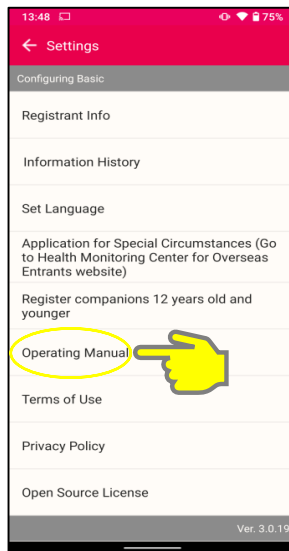 13:48 75%
← Settings
Configuring Basic
Registrant Info
Information History
Set Language
Application for Special Circumstances (Go
to Health Monitoring Center for Overseas
Entrants website)
Register companions 12 years old and
younger
Operating Manual
Terms of Use
Privacy Policy
Open Source License
Ver. 3.0.19